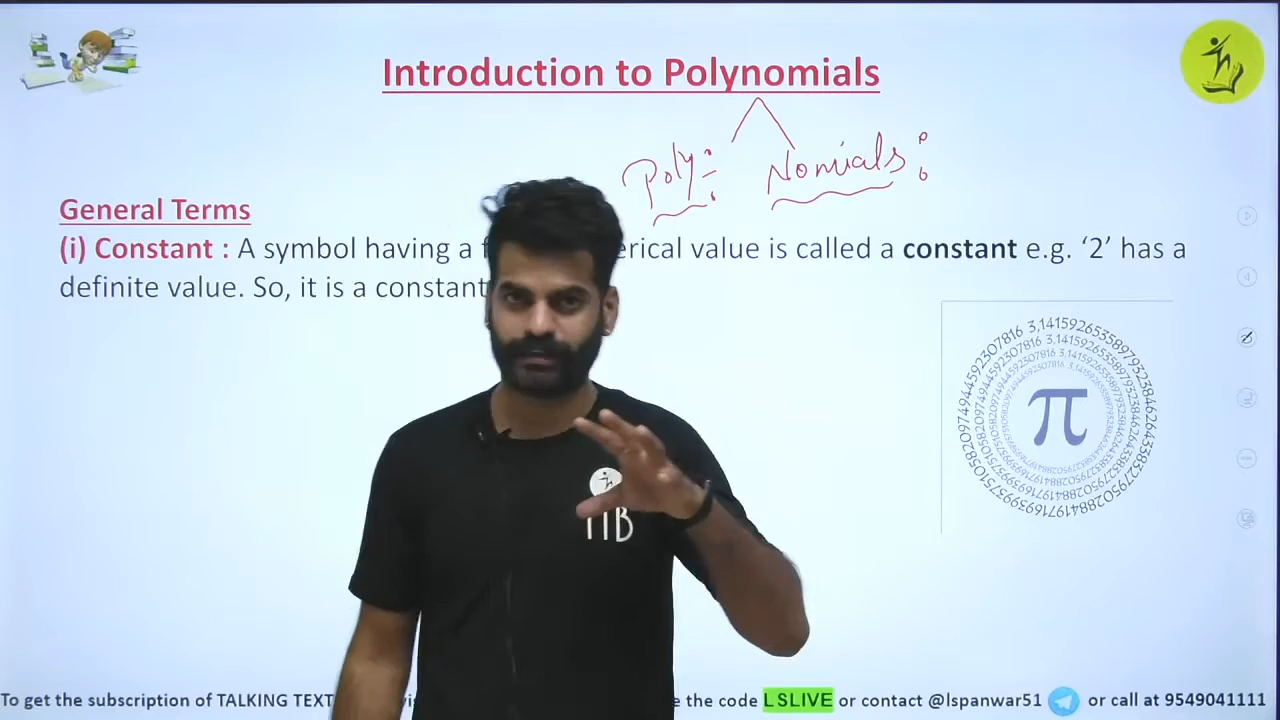 Introduction to Polynomials
Poly: Nomials:
General Terms
(i) Constant : A symbol having a f erical value is called a constant e.g. ‘2’ has a
definite value. So, it is a constant
π
IIB
To get the subscription of TALKING TEXT e the code LSLIVE or contact @lspanwar51 or call at 9549041111